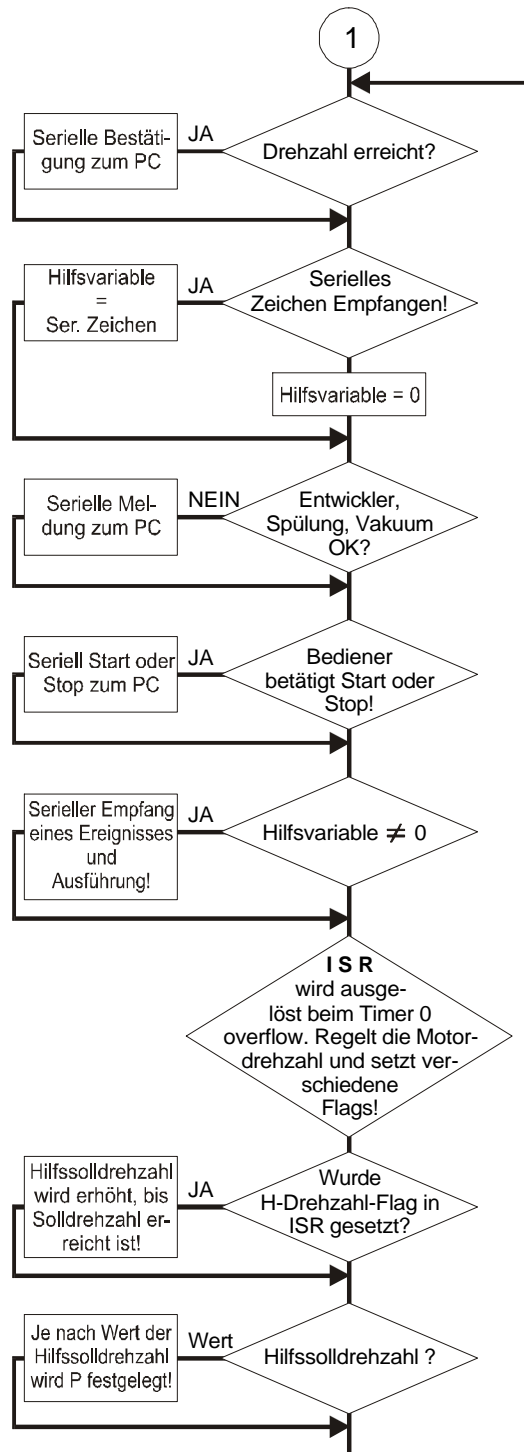 1
Serielle Bestäti-
gung zum PC
JA
Drehzahl erreicht?
Hilfsvariable
=
Ser. Zeichen
JA
Serielles
Zeichen Empfangen!
Hilfsvariable = 0
Serielle Mel-
dung zum PC
NEIN
Entwickler,
Spülung, Vakuum
OK?
Seriell Start oder
Stop zum PC
JA
Bediener
betätigt Start oder
Stop!
Serieller Empfang
eines Ereignisses
und
Ausführung!
JA
Hilfsvariable ≠ 0
I S R
wird ausge-
löst beim Timer 0
overflow. Regelt die Motor-
drehzahl und setzt ver-
schiedene
Flags!
Hilfssolldrehzahl
wird erhöht, bis
Solldrehzahl er-
reicht ist!
JA
Wurde
H-Drehzahl-Flag in
ISR gesetzt?
Je nach Wert der
Hilfssolldrehzahl
wird P festgelegt!
Wert
Hilfssolldrehzahl ?